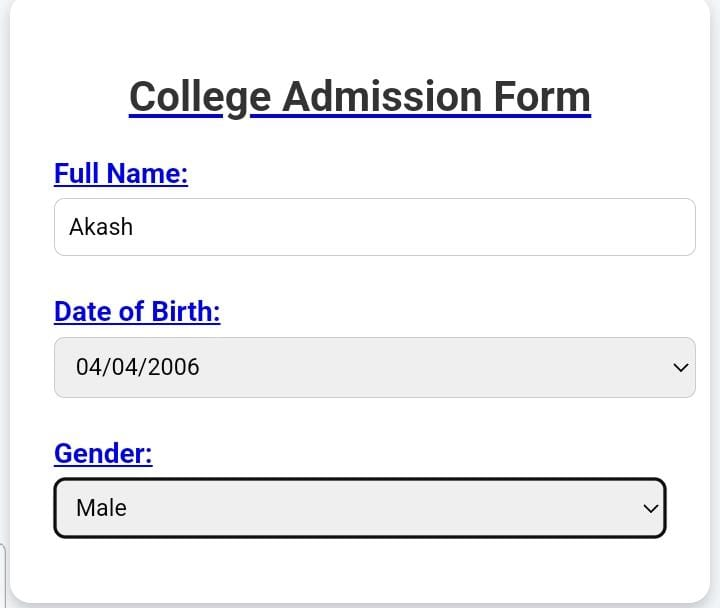 College Admission Form
Full Name:
Akash
Date of Birth:
04/04/2006
Gender:
Male